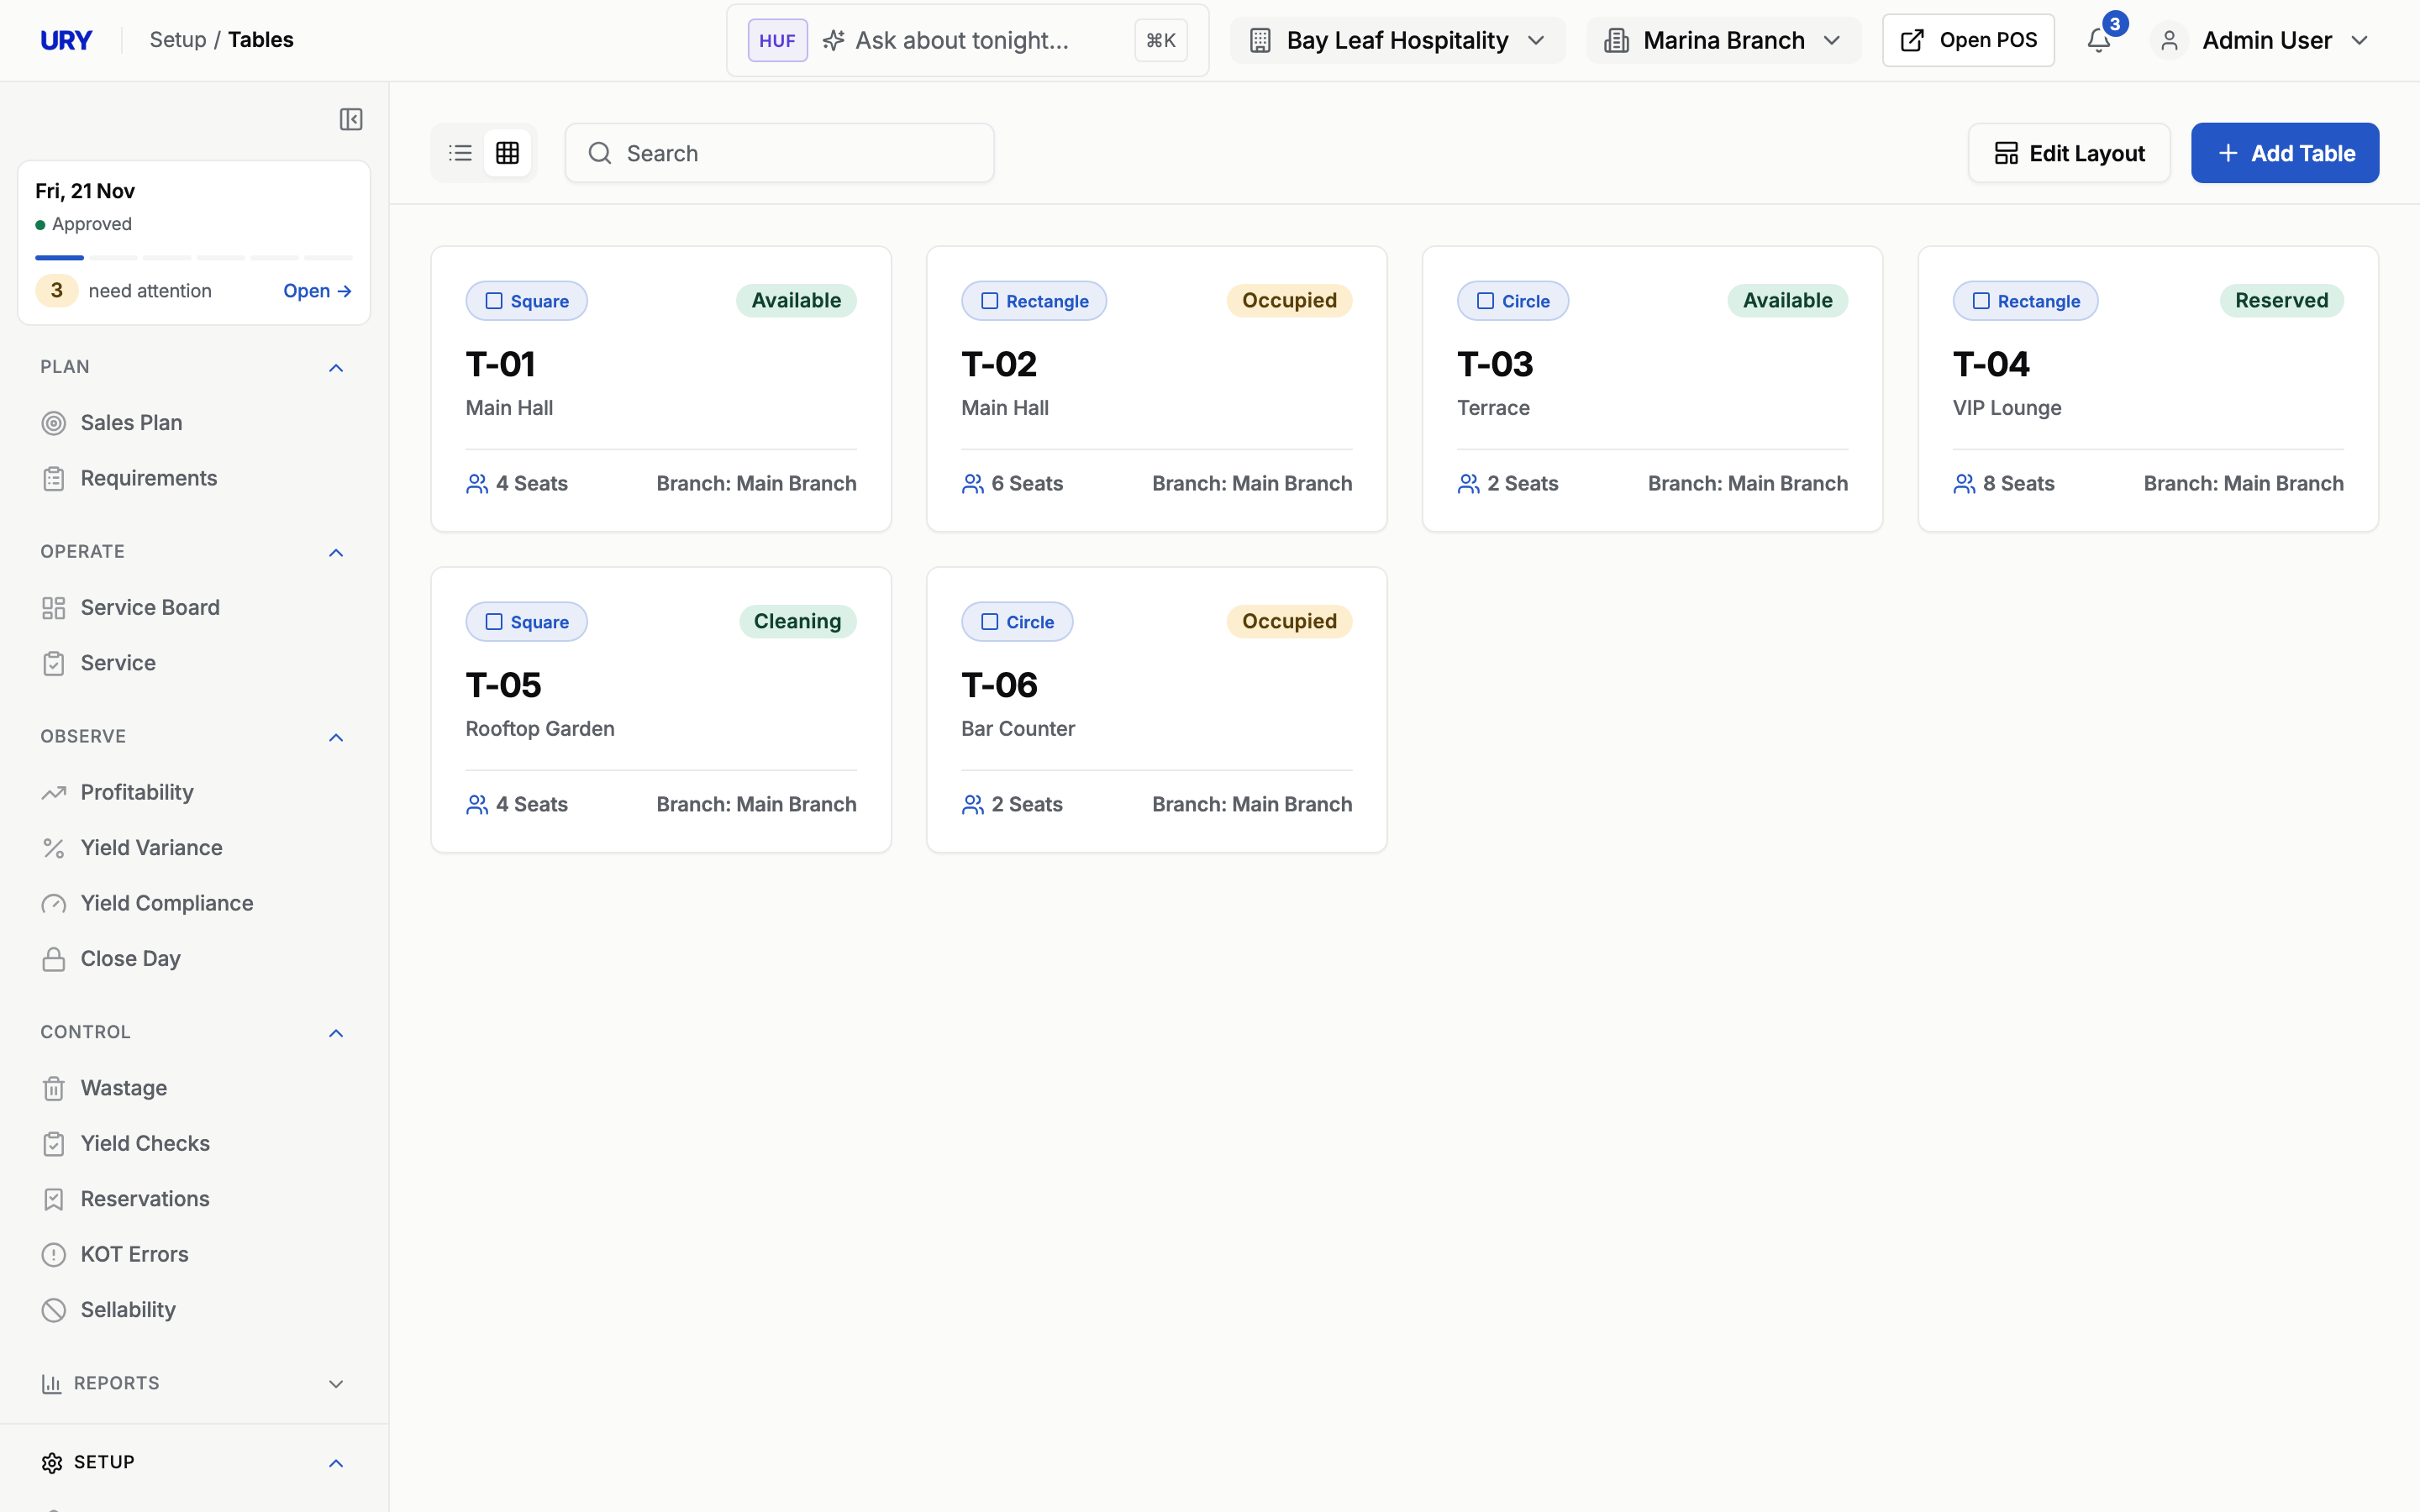 URY
Setup / Tables
HUF Ask about tonight... ⌘K
Bay Leaf Hospitality
Marina Branch
Open POS
3
Admin User
Fri, 21 Nov
Approved
3 need attention Open →
PLAN
Sales Plan
Requirements
OPERATE
Service Board
Service
OBSERVE
Profitability
Yield Variance
Yield Compliance
Close Day
CONTROL
Wastage
Yield Checks
Reservations
KOT Errors
Sellability
REPORTS
SETUP
Search
Edit Layout
+ Add Table
Square Available
T-01
Main Hall
4 Seats Branch: Main Branch
Rectangle Occupied
T-02
Main Hall
6 Seats Branch: Main Branch
Circle Available
T-03
Terrace
2 Seats Branch: Main Branch
Rectangle Reserved
T-04
VIP Lounge
8 Seats Branch: Main Branch
Square Cleaning
T-05
Rooftop Garden
4 Seats Branch: Main Branch
Circle Occupied
T-06
Bar Counter
2 Seats Branch: Main Branch